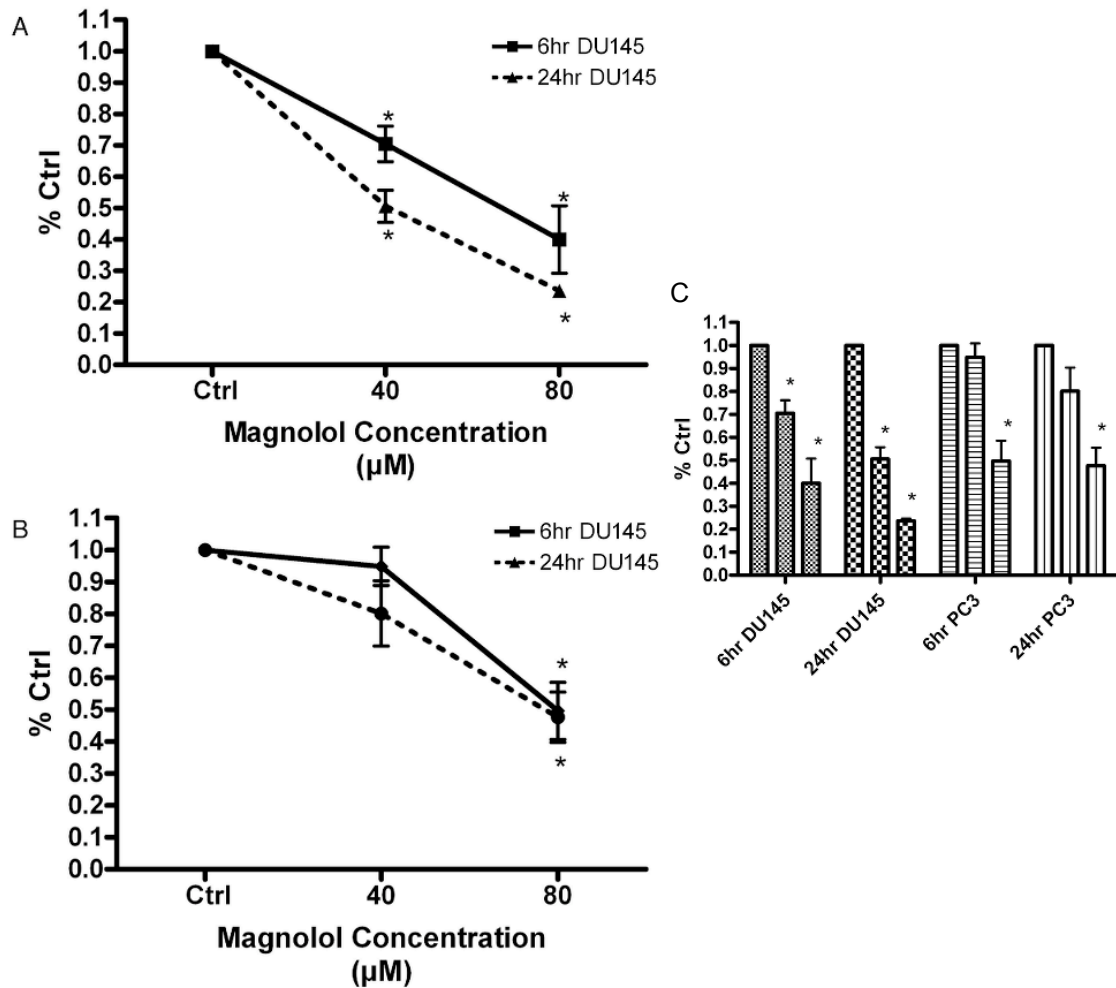 A
1.1
1.0
0.9
0.8
0.7
0.6
0.5
0.4
0.3
0.2
0.1
0.0
% Ctrl
6hr DU145
24hr DU145
*
*
*
*
Ctrl
40
80
Magnolol Concentration
(µM)
B
1.1
1.0
0.9
0.8
0.7
0.6
0.5
0.4
0.3
0.2
0.1
0.0
% Ctrl
6hr DU145
24hr DU145
*
*
Ctrl
40
80
Magnolol Concentration
(µM)
C
1.1
1.0
0.9
0.8
0.7
0.6
0.5
0.4
0.3
0.2
0.1
0.0
% Ctrl
*
*
*
*
*
*
6hr DU145
24hr DU145
6hr PC3
24hr PC3